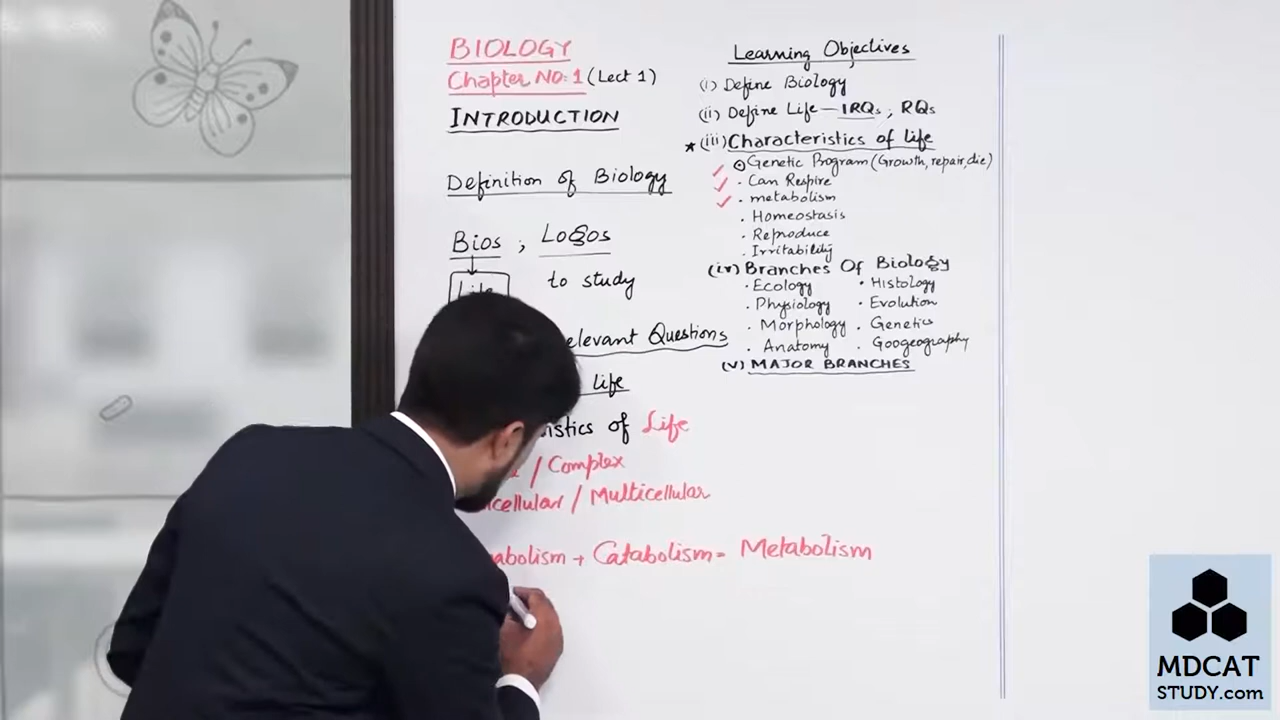 BIOLOGY
Chapter NO: 1 (Lect 1)
INTRODUCTION
Definition of Biology
Bios ; Logos
Life to study
elevant Questions
life
istics of Life
/ Complex
icellular / Multicellular
abolism + Catabolism = Metabolism
Learning Objectives
(i) Define Biology
(ii) Define Life — IRQs ; RQs
* (iii) Characteristics of life
Genetic Program (Growth, repair, die)
· Can Respire
· metabolism
· Homeostasis
· Reproduce
· Irritability
(iv) Branches Of Biology
· Ecology · Histology
· Physiology · Evolution
· Morphology · Genetics
· Anatomy · Googeography
(v) MAJOR BRANCHES
MDCAT
STUDY.com